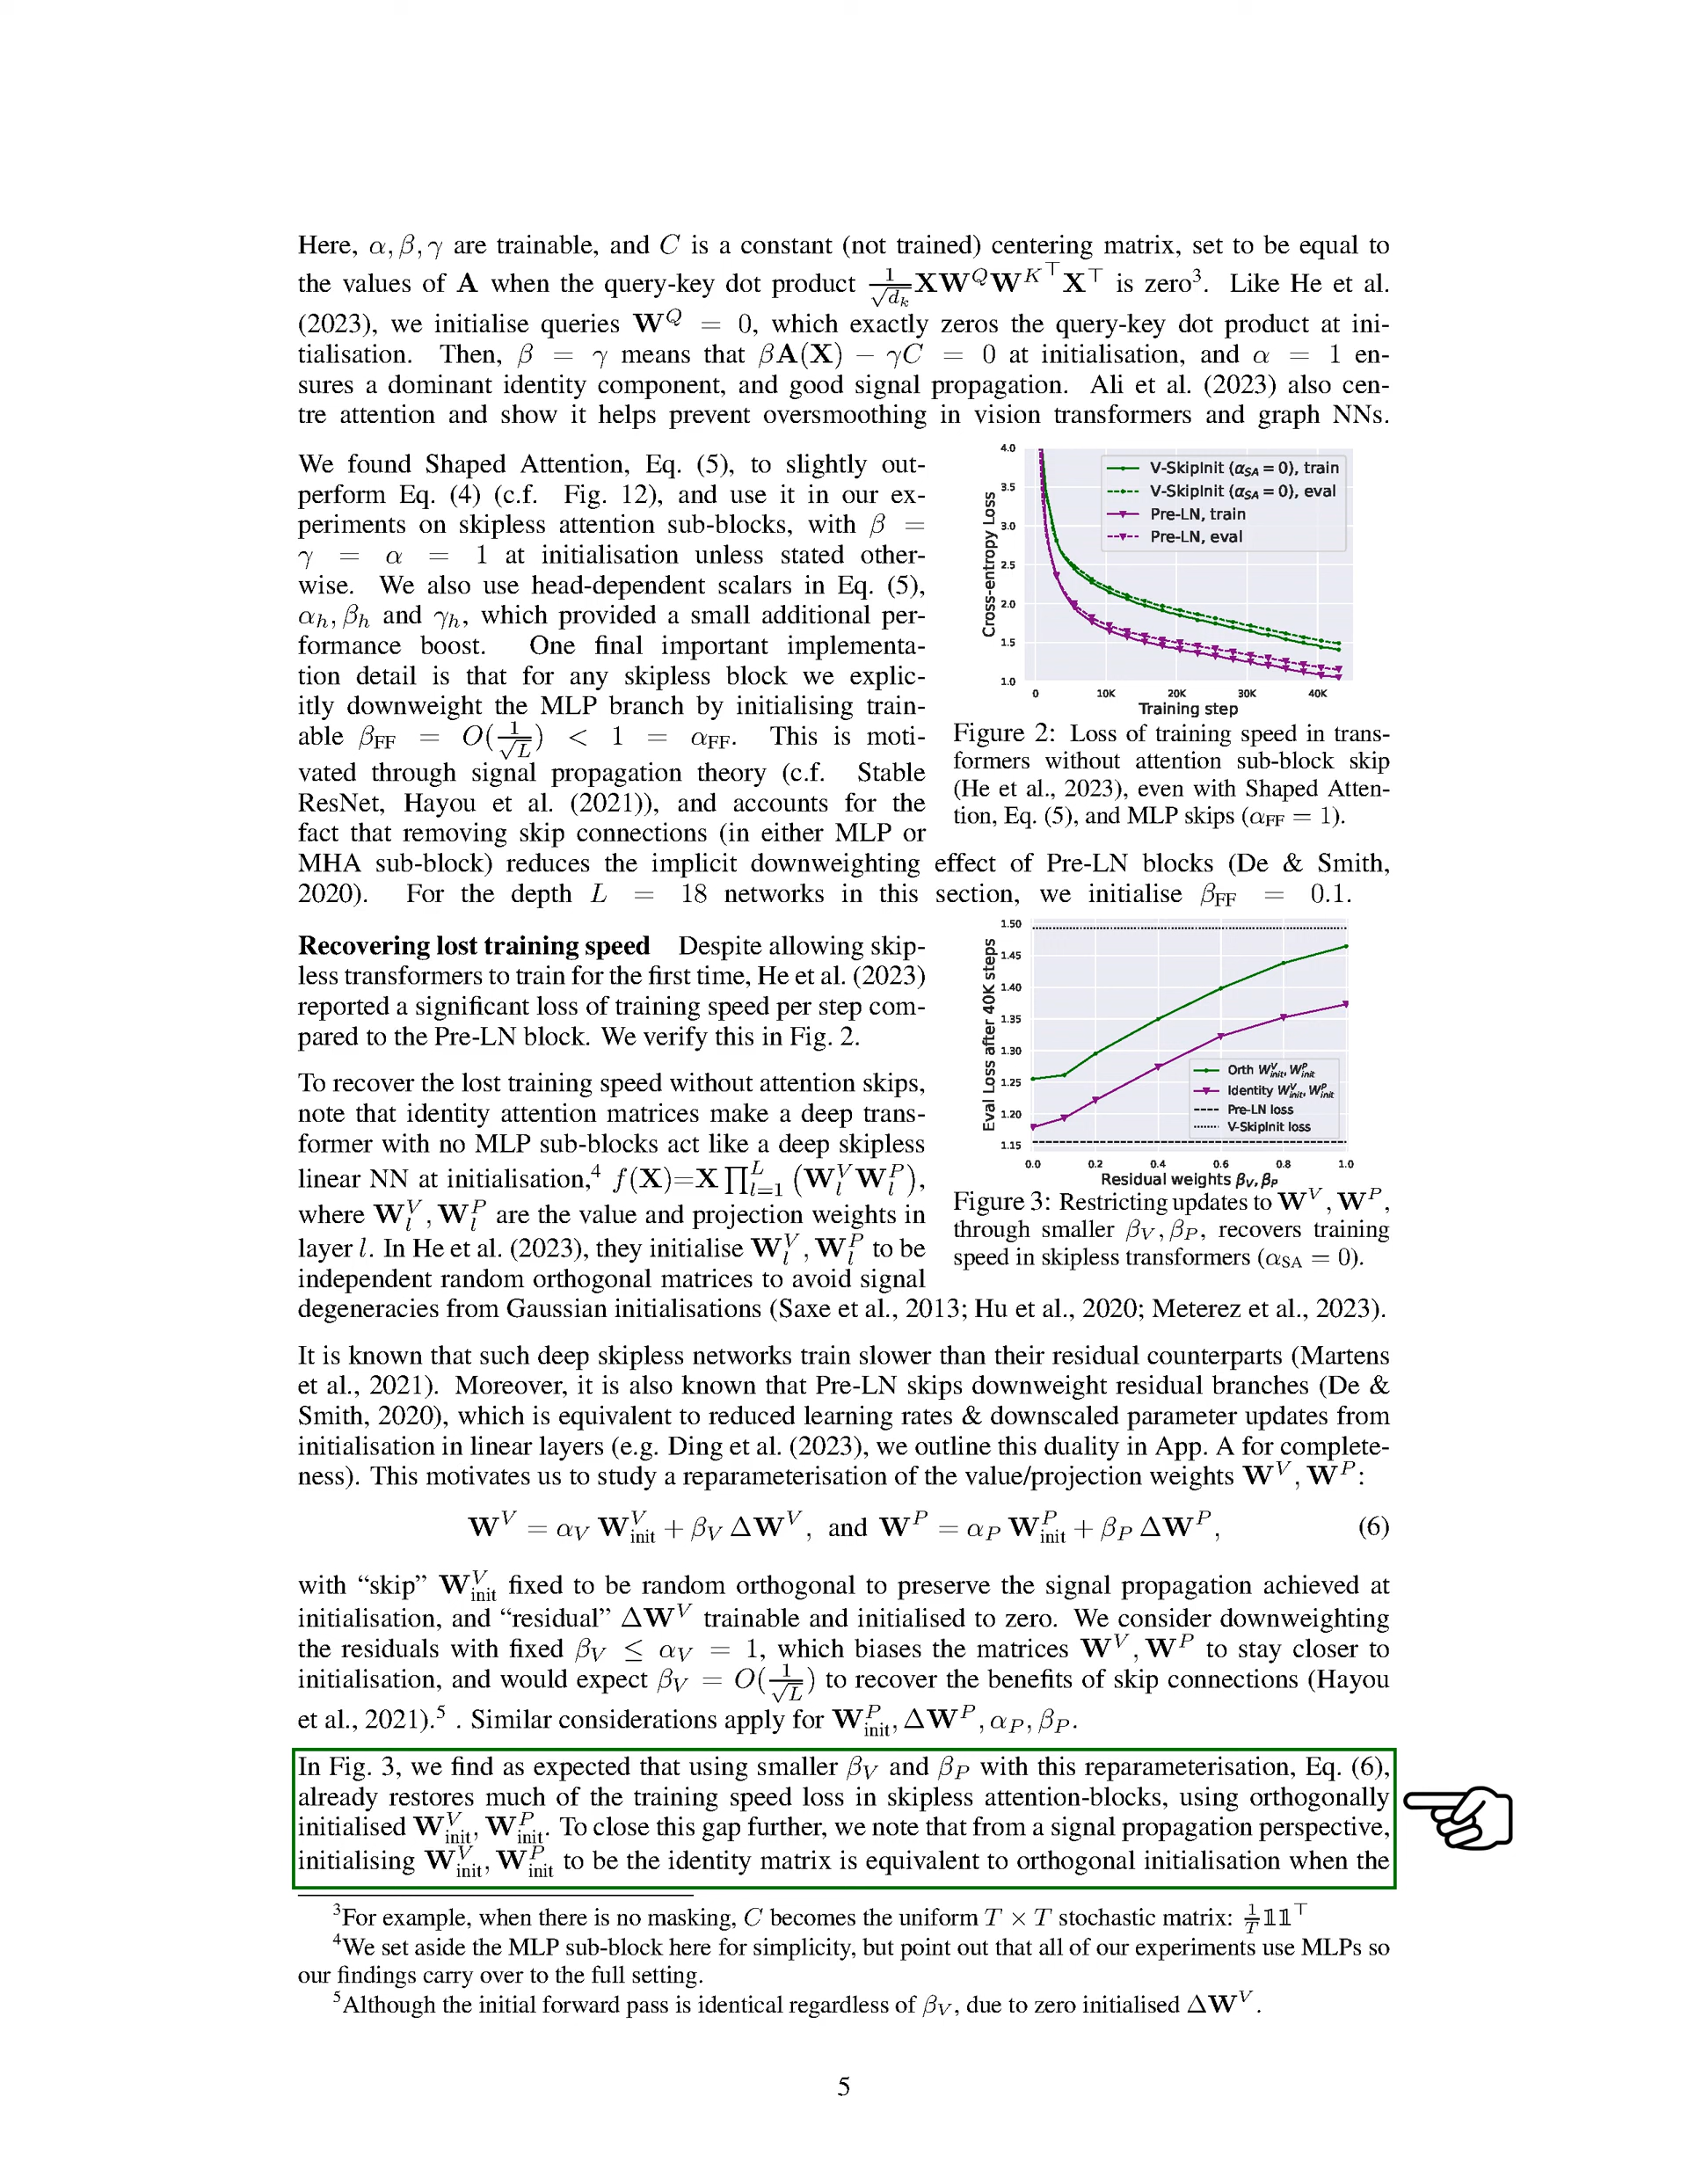 Here, α, β, γ are trainable, and C is a constant (not trained) centering matrix, set to be equal to
the values of A when the query-key dot product 1/√d_k XW^Q W^K⊤ X⊤ is zero³. Like He et al.
(2023), we initialise queries W^Q = 0, which exactly zeros the query-key dot product at ini-
tialisation. Then, β = γ means that βA(X) − γC = 0 at initialisation, and α = 1 en-
sures a dominant identity component, and good signal propagation. Ali et al. (2023) also cen-
tre attention and show it helps prevent oversmoothing in vision transformers and graph NNs.
We found Shaped Attention, Eq. (5), to slightly out-
perform Eq. (4) (c.f. Fig. 12), and use it in our ex-
periments on skipless attention sub-blocks, with β =
γ = α = 1 at initialisation unless stated other-
wise. We also use head-dependent scalars in Eq. (5),
α_h, β_h and γ_h, which provided a small additional per-
formance boost. One final important implementa-
tion detail is that for any skipless block we explic-
itly downweight the MLP branch by initialising train-
able β_FF = O(1/√L) < 1 = α_FF. This is moti-
vated through signal propagation theory (c.f. Stable
ResNet, Hayou et al. (2021)), and accounts for the
fact that removing skip connections (in either MLP or
MHA sub-block) reduces the implicit downweighting effect of Pre-LN blocks (De & Smith,
2020). For the depth L = 18 networks in this section, we initialise β_FF = 0.1.
Cross-entropy Loss
4.0
3.5
3.0
2.5
2.0
1.5
1.0
V-SkipInit (α_SA = 0), train
V-SkipInit (α_SA = 0), eval
Pre-LN, train
Pre-LN, eval
0 10K 20K 30K 40K
Training step
Figure 2: Loss of training speed in trans-
formers without attention sub-block skip
(He et al., 2023), even with Shaped Atten-
tion, Eq. (5), and MLP skips (α_FF = 1).
Recovering lost training speed Despite allowing skip-
less transformers to train for the first time, He et al. (2023)
reported a significant loss of training speed per step com-
pared to the Pre-LN block. We verify this in Fig. 2.
To recover the lost training speed without attention skips,
note that identity attention matrices make a deep trans-
former with no MLP sub-blocks act like a deep skipless
linear NN at initialisation,⁴ f(X)=X ∏_{l=1}^L (W_l^V W_l^P),
where W_l^V, W_l^P are the value and projection weights in
layer l. In He et al. (2023), they initialise W_l^V, W_l^P to be
independent random orthogonal matrices to avoid signal
degeneracies from Gaussian initialisations (Saxe et al., 2013; Hu et al., 2020; Meterez et al., 2023).
Eval Loss after 40K steps
1.50
1.45
1.40
1.35
1.30
1.25
1.20
1.15
Orth W^V_init, W^P_init
Identity W^V_init, W^P_init
Pre-LN loss
V-SkipInit loss
0.0 0.2 0.4 0.6 0.8 1.0
Residual weights β_V, β_P
Figure 3: Restricting updates to W^V, W^P,
through smaller β_V, β_P, recovers training
speed in skipless transformers (α_SA = 0).
It is known that such deep skipless networks train slower than their residual counterparts (Martens
et al., 2021). Moreover, it is also known that Pre-LN skips downweight residual branches (De &
Smith, 2020), which is equivalent to reduced learning rates & downscaled parameter updates from
initialisation in linear layers (e.g. Ding et al. (2023), we outline this duality in App. A for complete-
ness). This motivates us to study a reparameterisation of the value/projection weights W^V, W^P:
W^V = α_V W^V_init + β_V ΔW^V, and W^P = α_P W^P_init + β_P ΔW^P, (6)
with “skip” W^V_init fixed to be random orthogonal to preserve the signal propagation achieved at
initialisation, and “residual” ΔW^V trainable and initialised to zero. We consider downweighting
the residuals with fixed β_V ≤ α_V = 1, which biases the matrices W^V, W^P to stay closer to
initialisation, and would expect β_V = O(1/√L) to recover the benefits of skip connections (Hayou
et al., 2021).⁵ . Similar considerations apply for W^P_init, ΔW^P, α_P, β_P.
In Fig. 3, we find as expected that using smaller β_V and β_P with this reparameterisation, Eq. (6),
already restores much of the training speed loss in skipless attention-blocks, using orthogonally
initialised W^V_init, W^P_init. To close this gap further, we note that from a signal propagation perspective,
initialising W^V_init, W^P_init to be the identity matrix is equivalent to orthogonal initialisation when the
³For example, when there is no masking, C becomes the uniform T × T stochastic matrix: 1/T 𝟙𝟙⊤
⁴We set aside the MLP sub-block here for simplicity, but point out that all of our experiments use MLPs so
our findings carry over to the full setting.
⁵Although the initial forward pass is identical regardless of β_V, due to zero initialised ΔW^V.
5